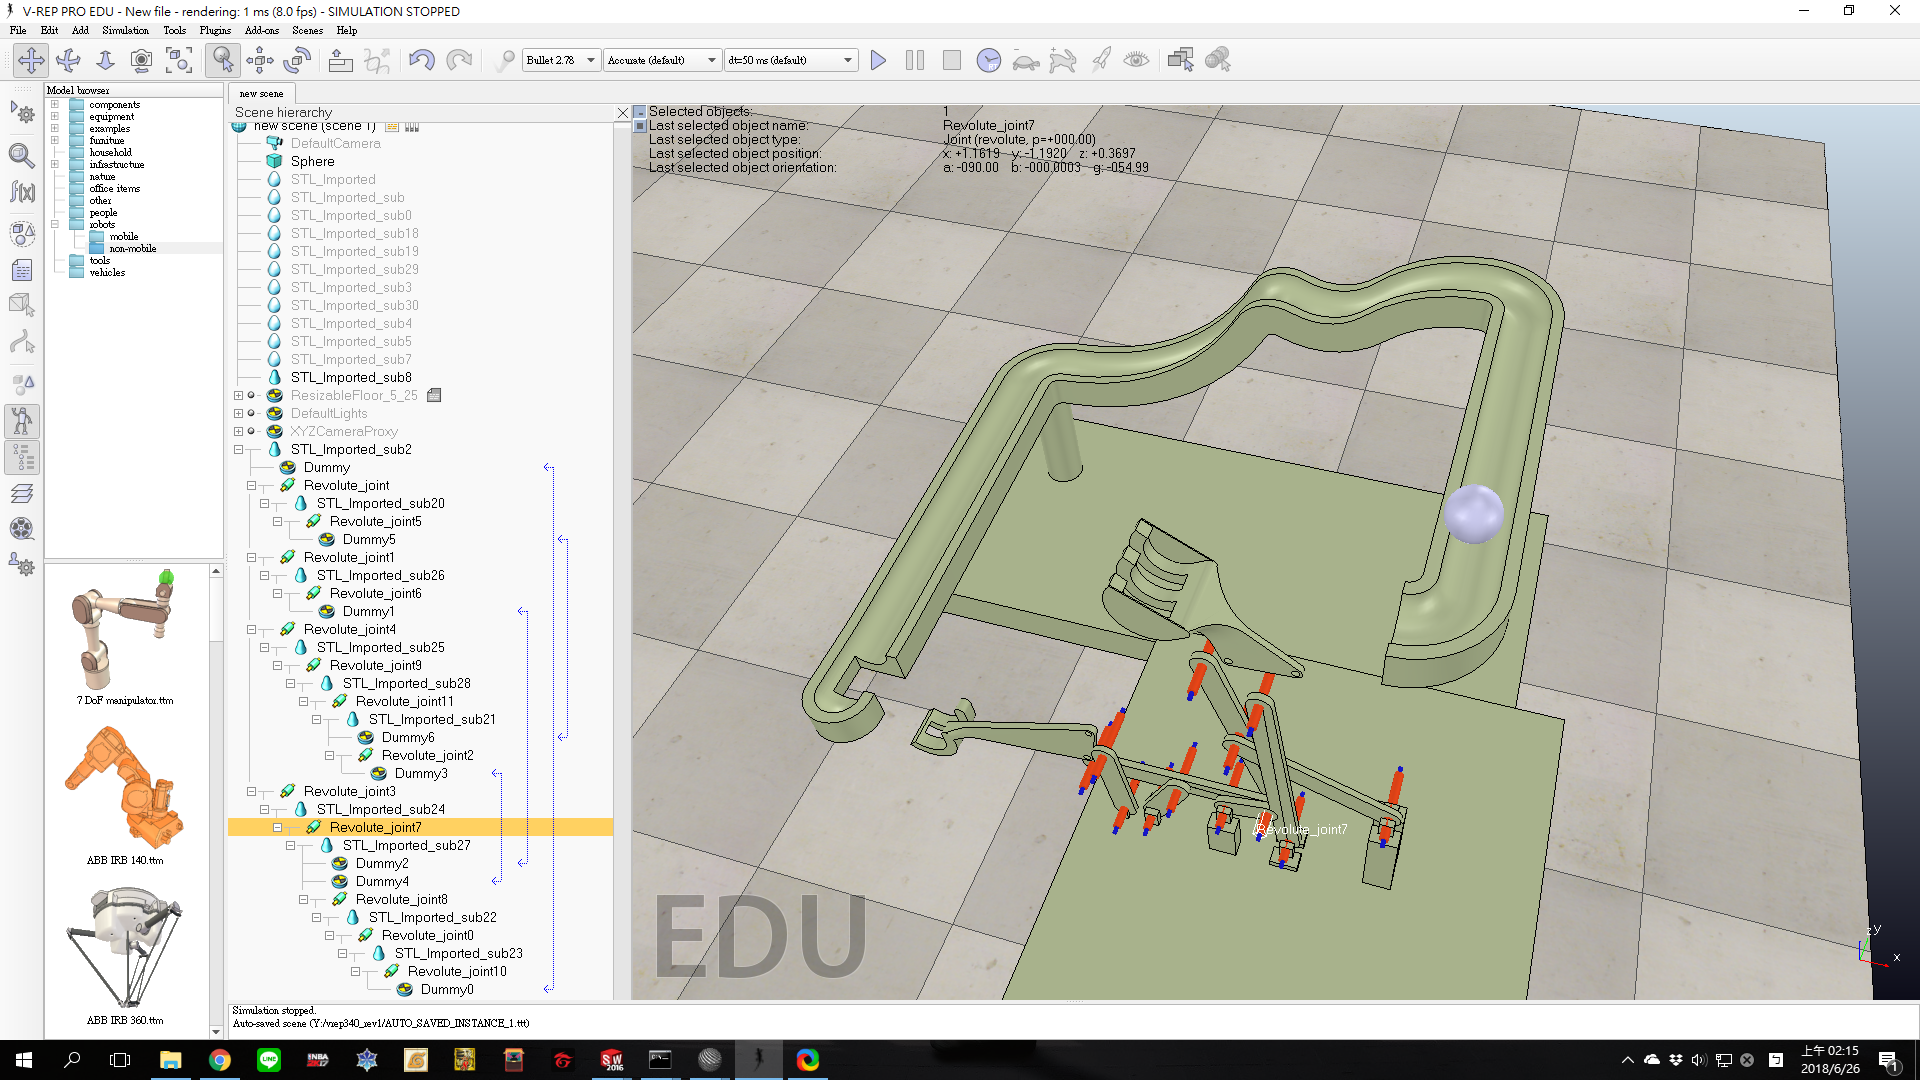 V-REP PRO EDU - New file - rendering: 1 ms (8.0 fps) - SIMULATION STOPPED
File Edit Add Simulation Tools Plugins Add-ons Scenes Help
Bullet 2.78 Accurate (default) dt=50 ms (default)
Model browser
components
equipment
examples
furniture
household
infrastructure
nature
office items
other
people
robots
mobile
non-mobile
tools
vehicles
7 DoF manipulator.ttm
ABB IRB 140.ttm
ABB IRB 360.ttm
new scene
Scene hierarchy
new scene (scene 1)
DefaultCamera
Sphere
STL_Imported
STL_Imported_sub
STL_Imported_sub0
STL_Imported_sub18
STL_Imported_sub19
STL_Imported_sub29
STL_Imported_sub3
STL_Imported_sub30
STL_Imported_sub4
STL_Imported_sub5
STL_Imported_sub7
STL_Imported_sub8
ResizableFloor_5_25
DefaultLights
XYZCameraProxy
STL_Imported_sub2
Dummy
Revolute_joint
STL_Imported_sub20
Revolute_joint5
Dummy5
Revolute_joint1
STL_Imported_sub26
Revolute_joint6
Dummy1
Revolute_joint4
STL_Imported_sub25
Revolute_joint9
STL_Imported_sub28
Revolute_joint11
STL_Imported_sub21
Dummy6
Revolute_joint2
Dummy3
Revolute_joint3
STL_Imported_sub24
Revolute_joint7
STL_Imported_sub27
Dummy2
Dummy4
Revolute_joint8
STL_Imported_sub22
Revolute_joint0
STL_Imported_sub23
Revolute_joint10
Dummy0
Selected objects: 1
Last selected object name: Revolute_joint7
Last selected object type: Joint (revolute, p=+000.00)
Last selected object position: x: +1.1619 y: -1.1920 z: +0.3697
Last selected object orientation: a: -090.00 b: -000.0003 g: -054.99
Revolute_joint7
EDU
z y
x
Simulation stopped.
Auto-saved scene (Y:/vrep340_rev1/AUTO_SAVED_INSTANCE_1.ttt)
上午 02:15
2018/6/26